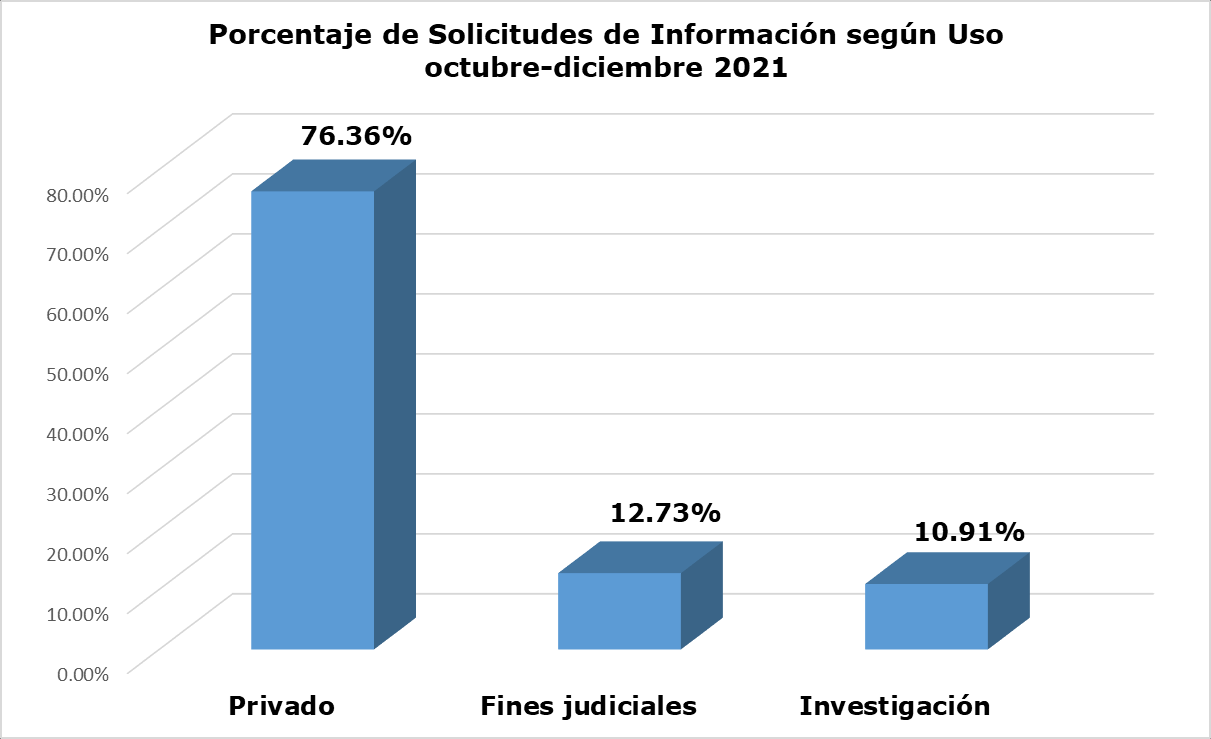 Porcentaje de Solicitudes de Información según Uso
octubre-diciembre 2021
76.36%
80.00%
70.00%
60.00%
50.00%
40.00%
30.00%
12.73%
10.91%
20.00%
10.00%
0.00%
Privado
Fines judiciales
Investigación